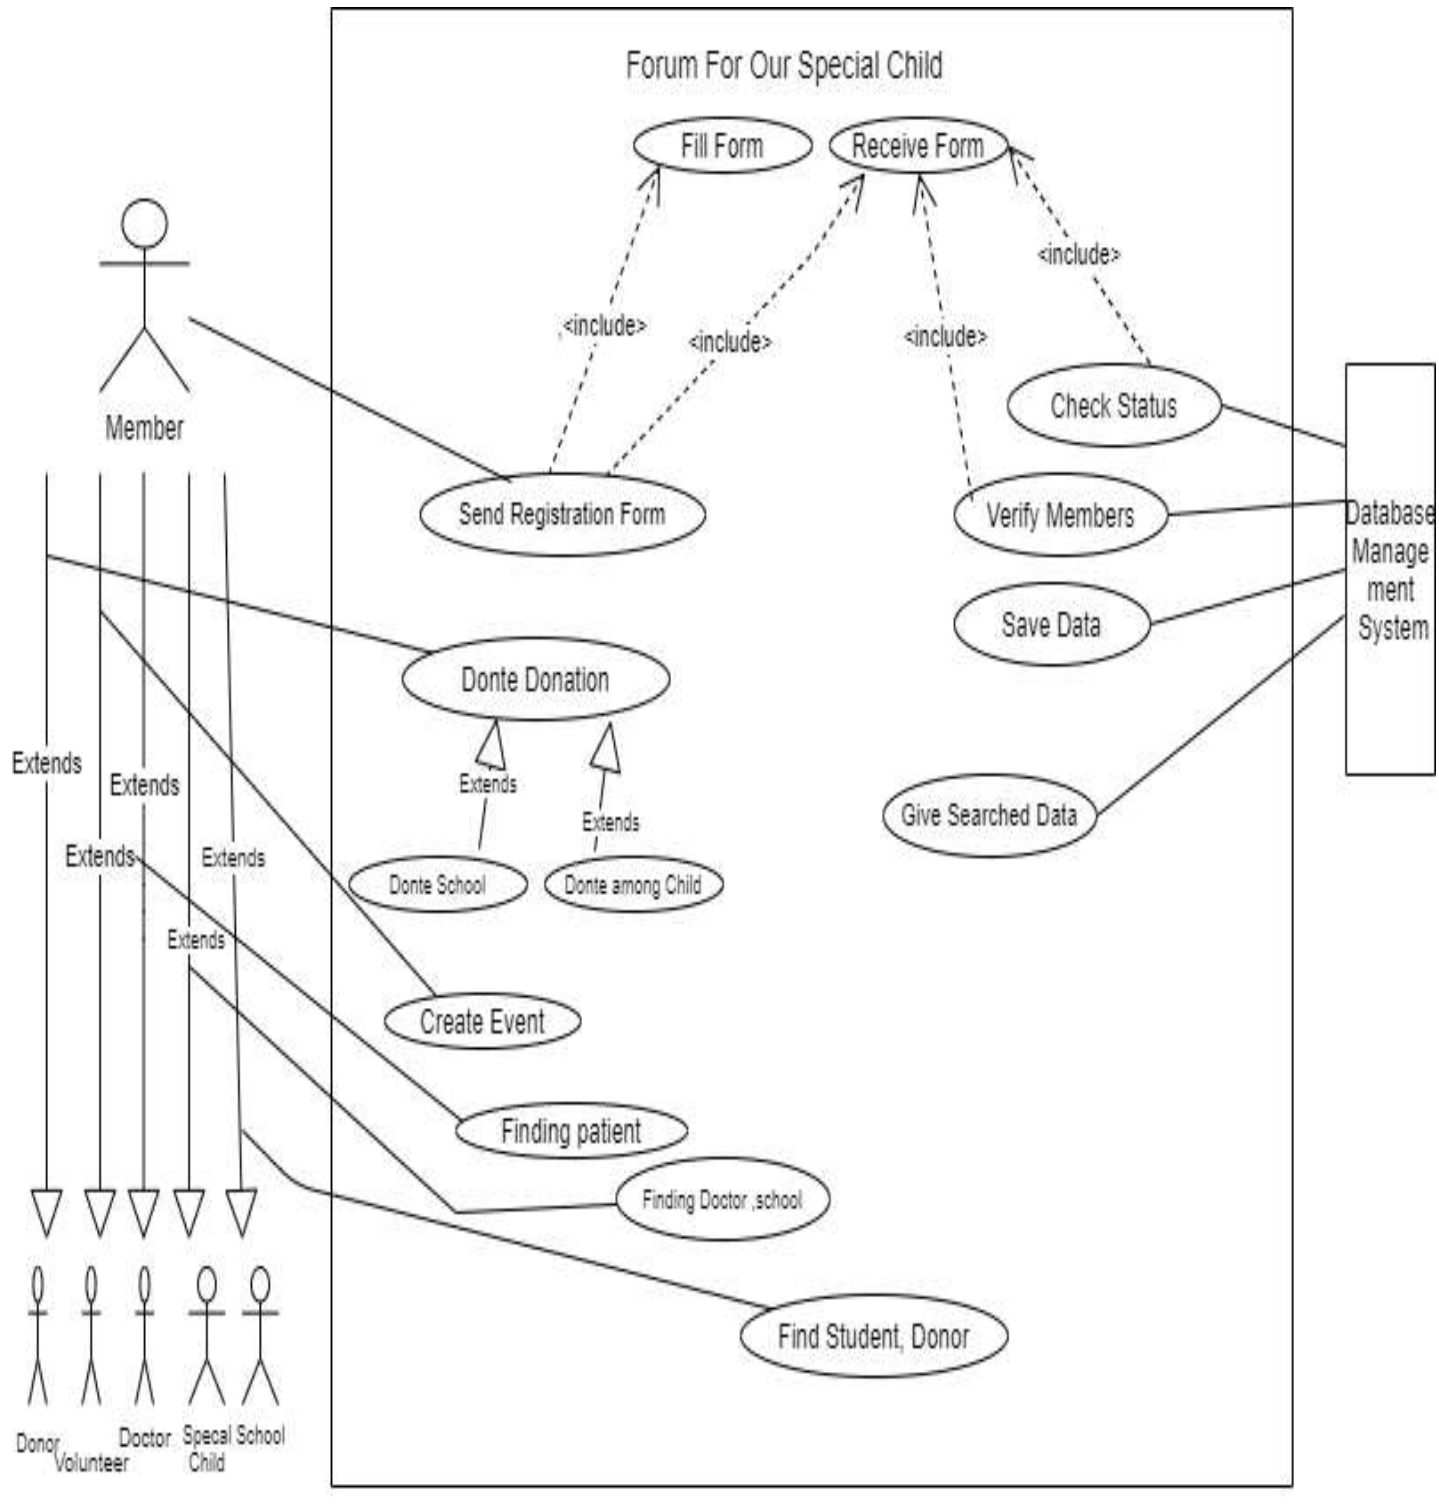 Forum For Our Special Child
Fill Form
Receive Form
<include>
<include>
<include>
<include>
Member
Check Status
Send Registration Form
Verify Members
Database
Manage
ment
System
Save Data
Donte Donation
Extends
Extends
Extends
Extends
Give Searched Data
Extends
Extends
Donte School
Donte among Child
Extends
Create Event
Finding patient
Finding Doctor ,school
Find Student, Donor
Donor
Volunteer
Doctor
Specal
Child
School